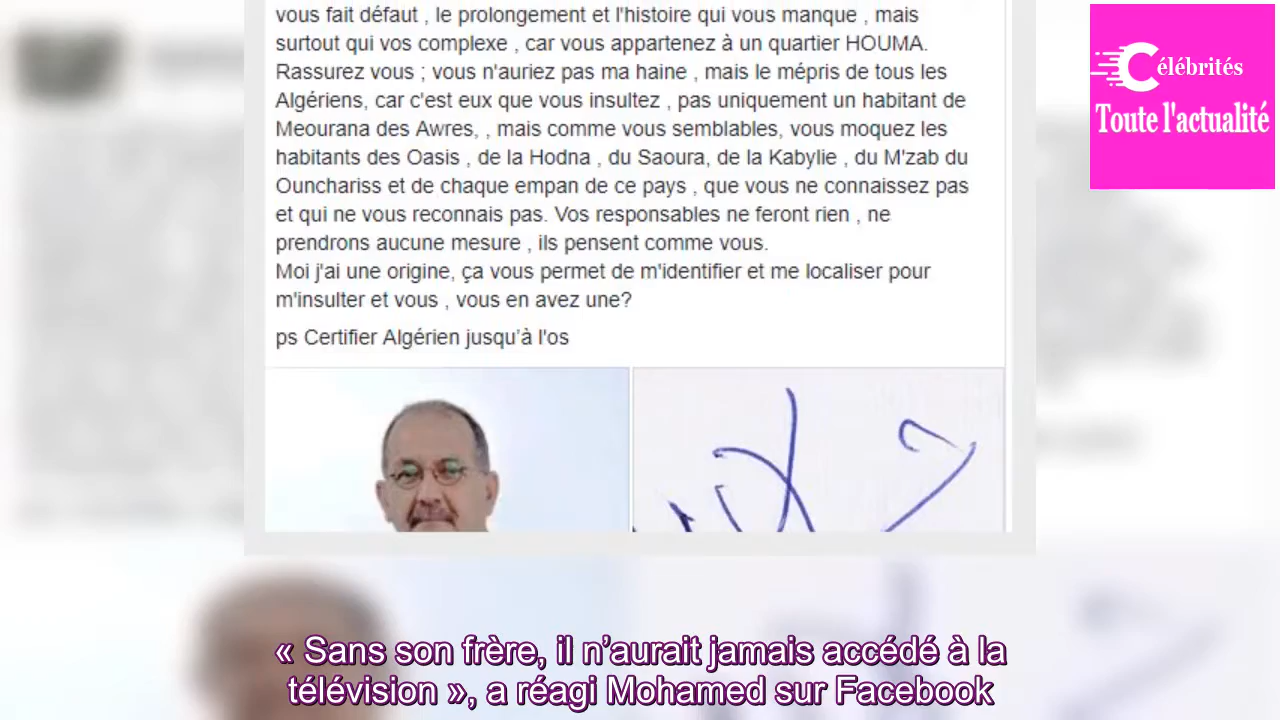 vous fait défaut , le prolongement et l'histoire qui vous manque , mais
surtout qui vos complexe , car vous appartenez à un quartier HOUMA.
Rassurez vous ; vous n'auriez pas ma haine , mais le mépris de tous les
Algériens, car c'est eux que vous insultez , pas uniquement un habitant de
Meourana des Awres, , mais comme vous semblables, vous moquez les
habitants des Oasis , de la Hodna , du Saoura, de la Kabylie , du M'zab du
Ounchariss et de chaque empan de ce pays , que vous ne connaissez pas
et qui ne vous reconnais pas. Vos responsables ne feront rien , ne
prendrons aucune mesure , ils pensent comme vous.
Moi j'ai une origine, ça vous permet de m'identifier et me localiser pour
m'insulter et vous , vous en avez une?
ps Certifier Algérien jusqu'à l'os
Célébrités
Toute l'actualité
« Sans son frère, il n’aurait jamais accédé à la
télévision », a réagi Mohamed sur Facebook